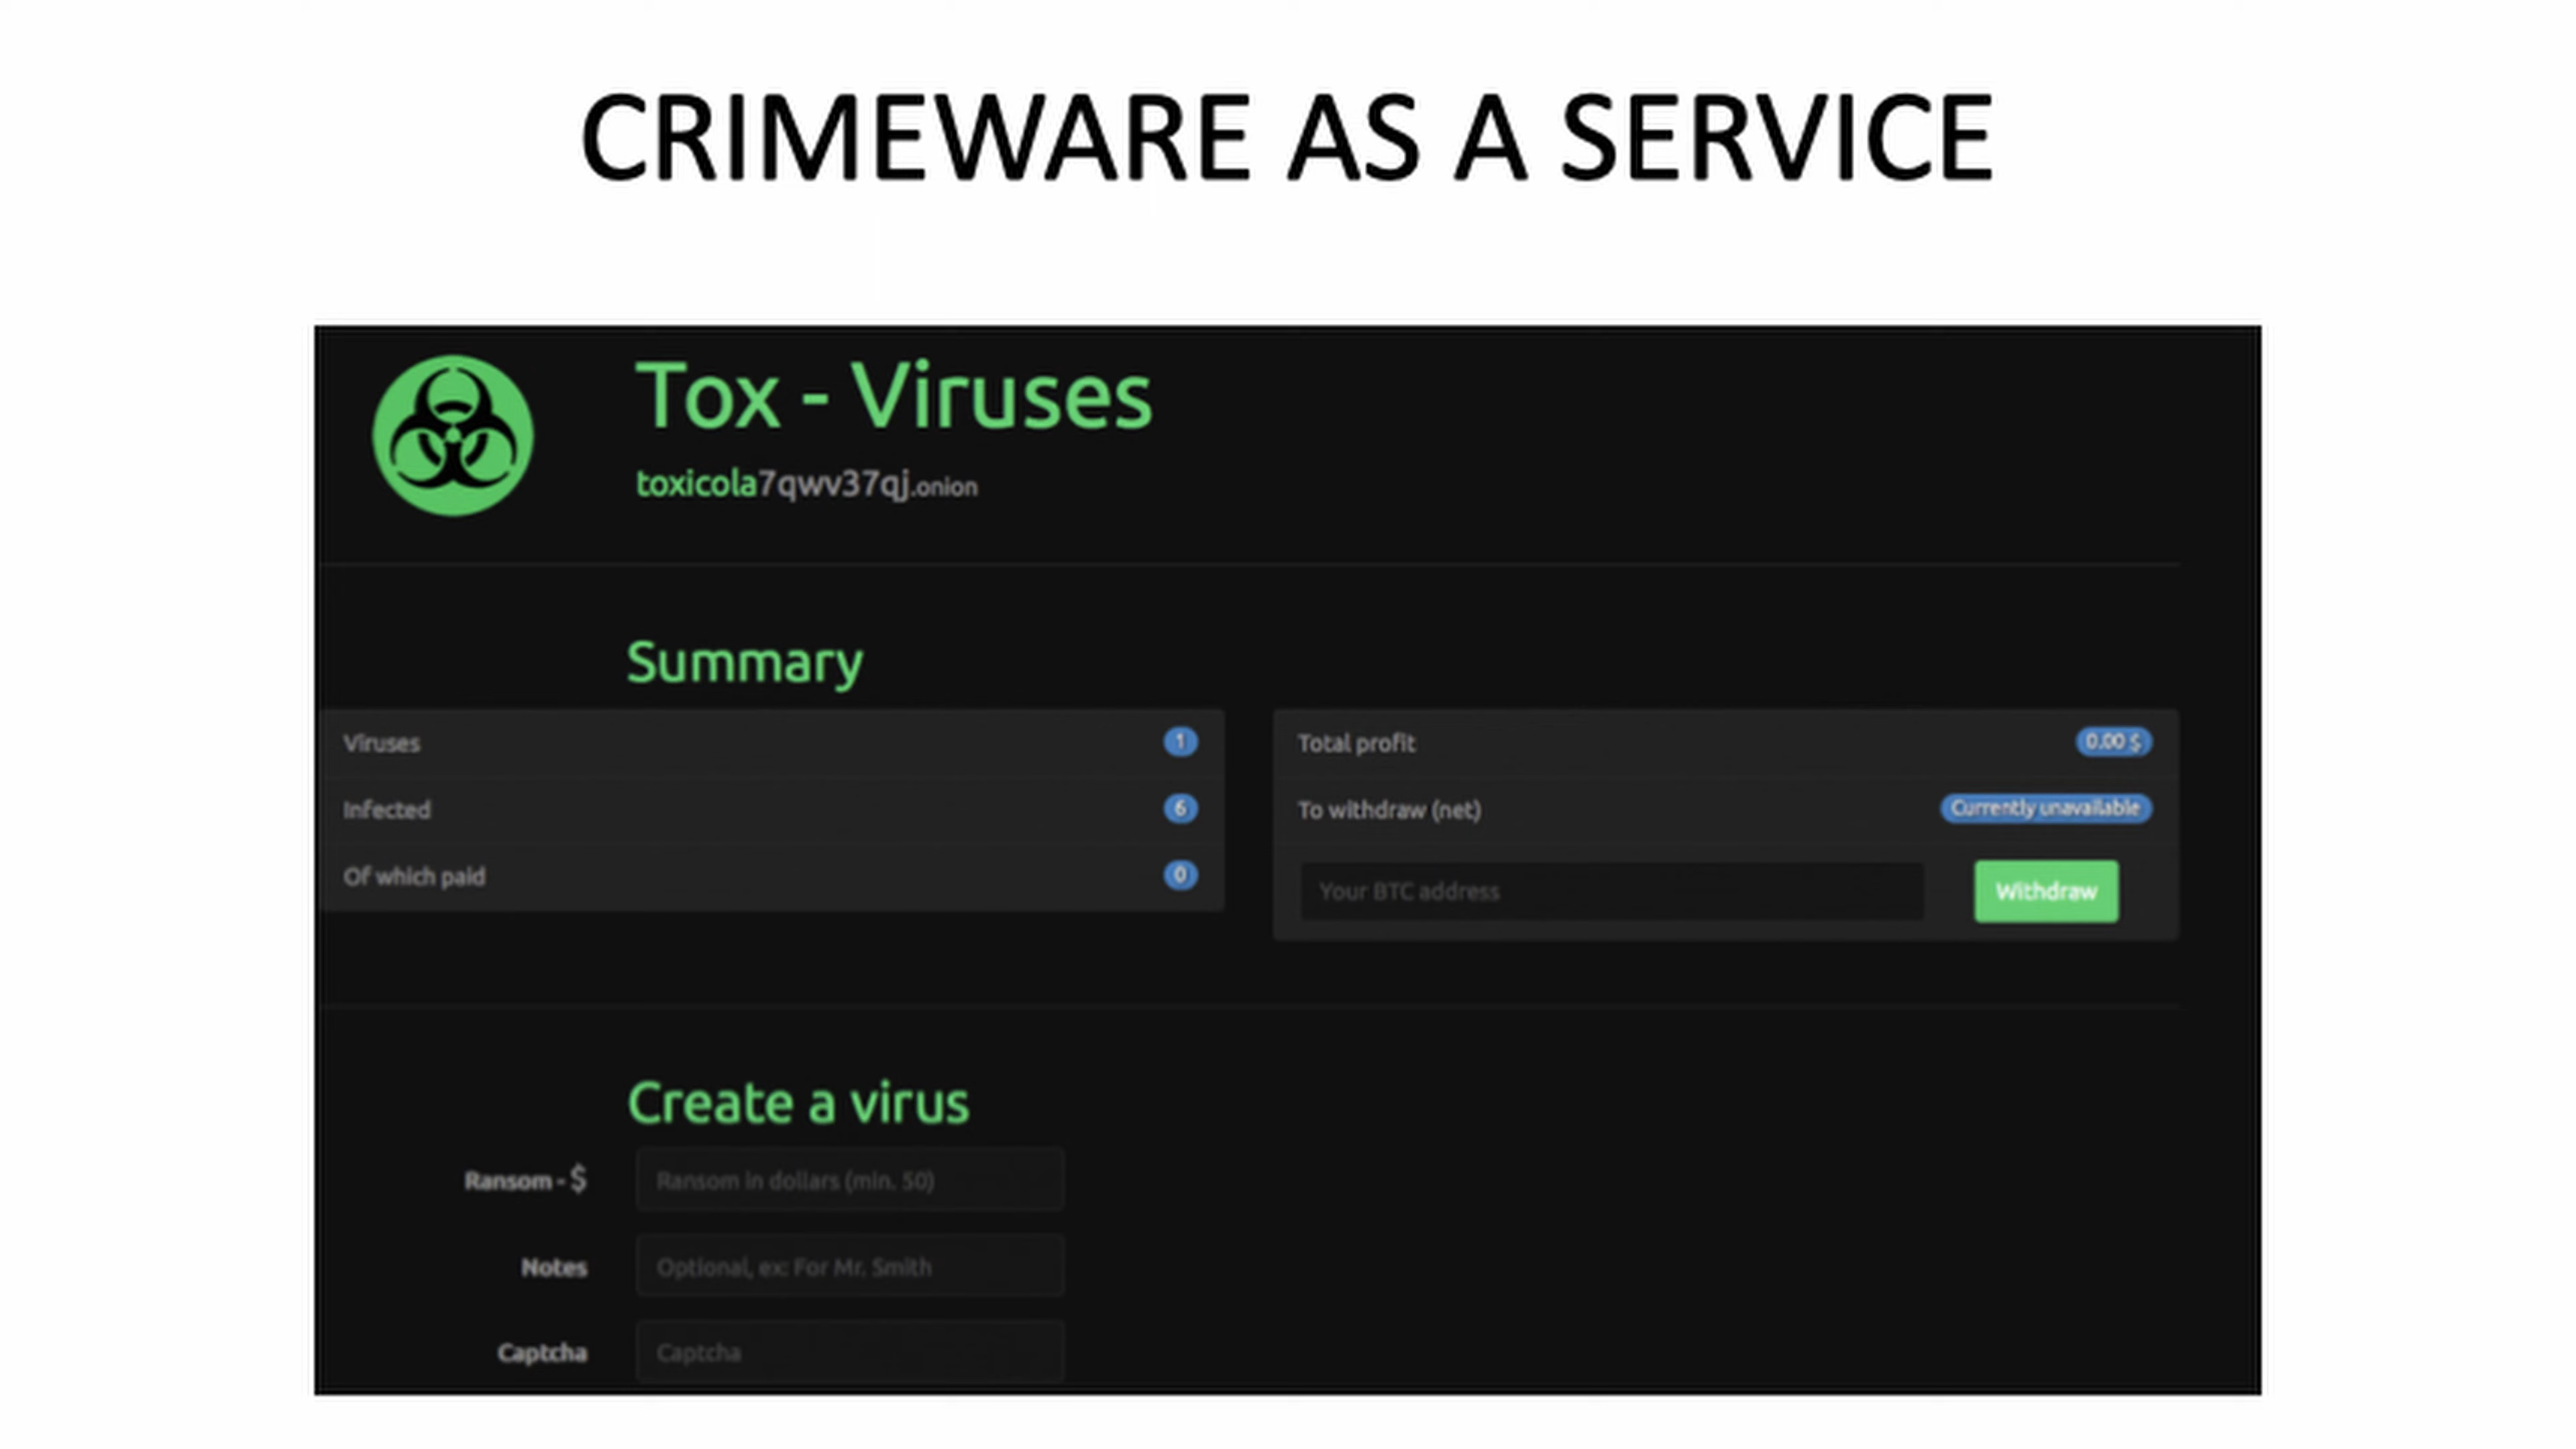 CRIMEWARE AS A SERVICE
Tox - Viruses
toxicola7qwv37qj.onion
Summary
Viruses 1
Infected 6
Of which paid 0
Total profit 0.00 $
To withdraw (net) Currently unavailable
Your BTC address Withdraw
Create a virus
Ransom - $ Ransom in dollars (min. 50)
Notes Optional, ex: For Mr. Smith
Captcha Captcha